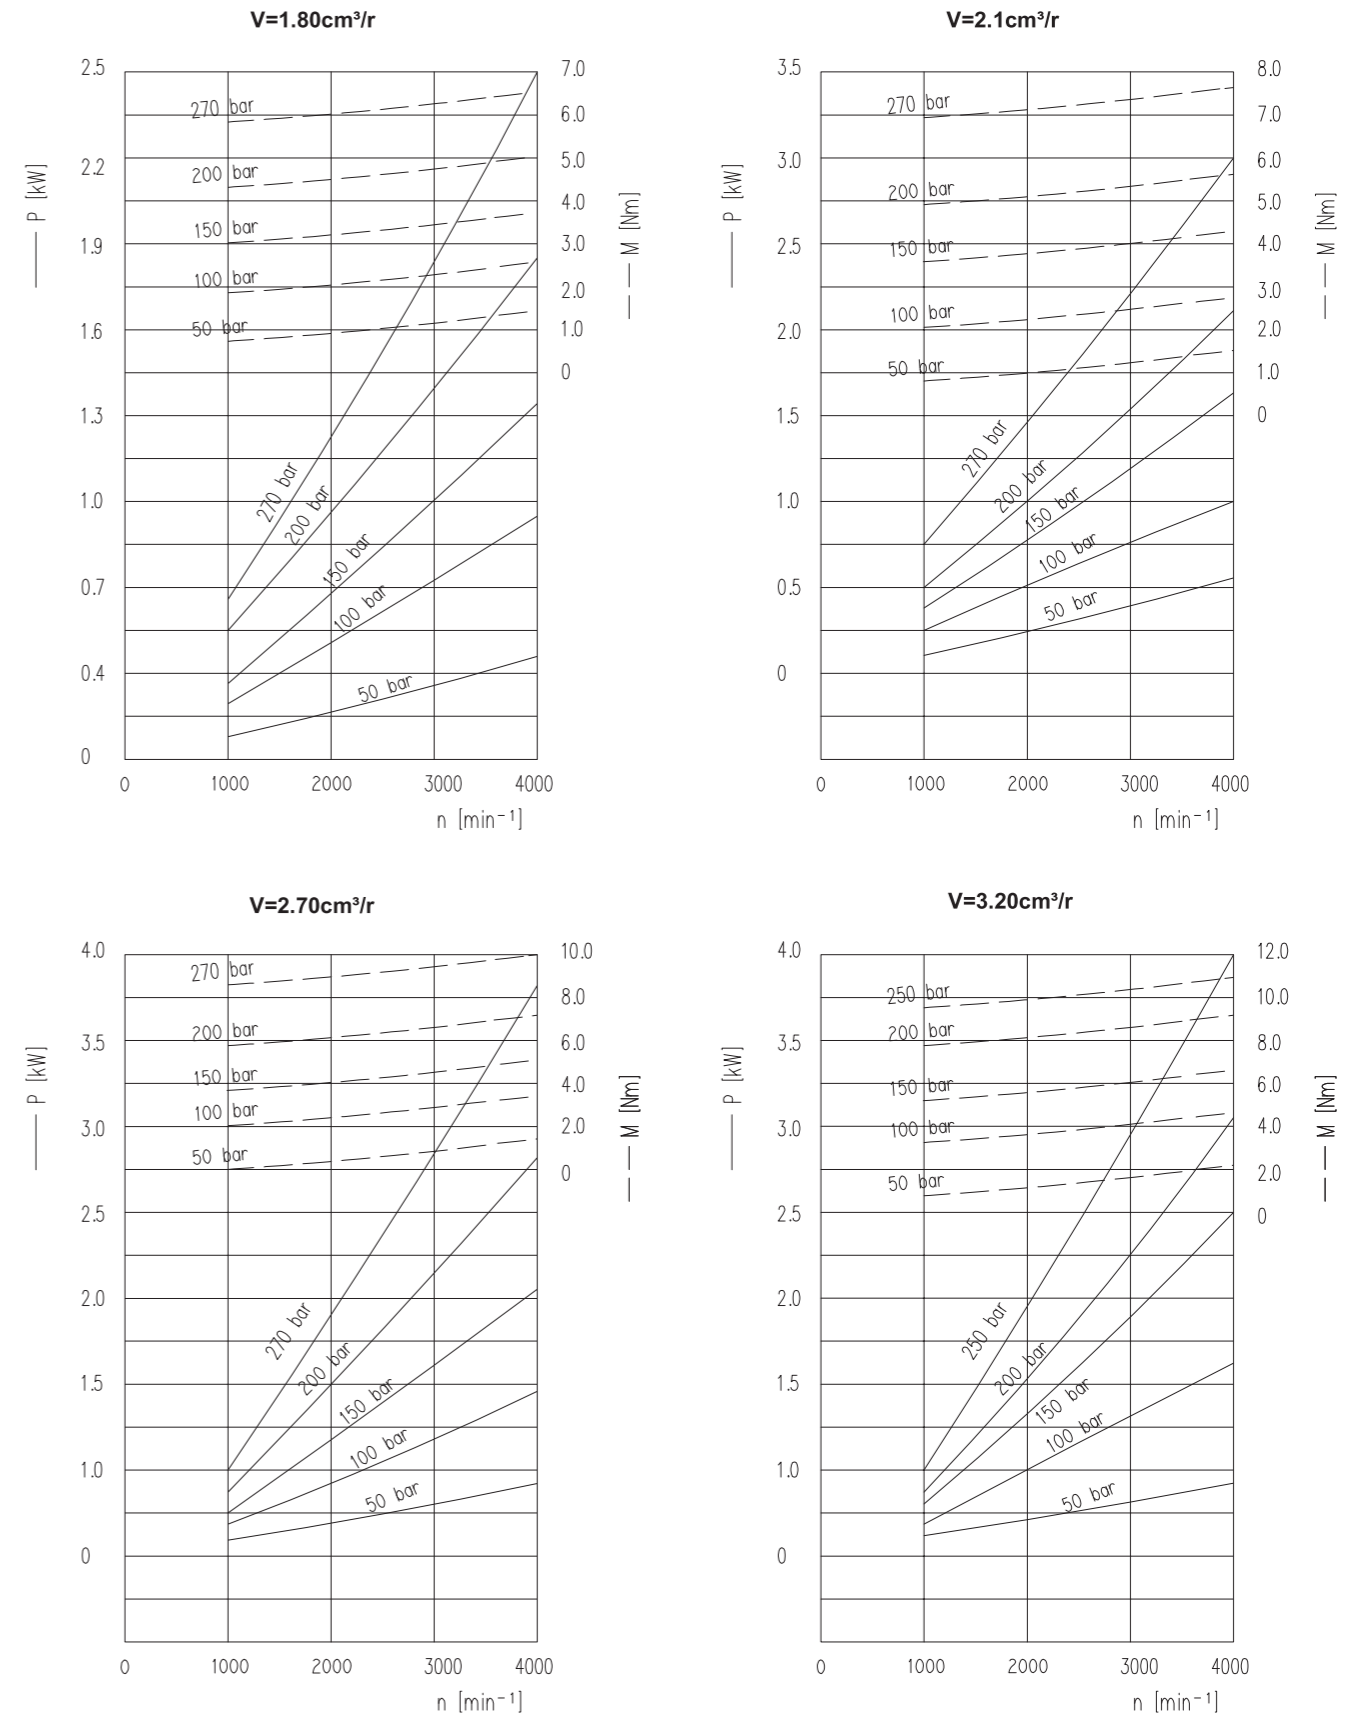 V=1.80cm³/r
2.5
2.2
1.9
1.6
1.3
1.0
0.7
0.4
0
P [kW]
7.0
6.0
5.0
4.0
3.0
2.0
1.0
0
M [Nm]
270 bar
200 bar
150 bar
100 bar
50 bar
270 bar
200 bar
150 bar
100 bar
50 bar
0 1000 2000 3000 4000
n [min⁻¹]
V=2.1cm³/r
3.5
3.0
2.5
2.0
1.5
1.0
0.5
0
P [kW]
8.0
7.0
6.0
5.0
4.0
3.0
2.0
1.0
0
M [Nm]
270 bar
200 bar
150 bar
100 bar
50 bar
270 bar
200 bar
150 bar
100 bar
50 bar
0 1000 2000 3000 4000
n [min⁻¹]
V=2.70cm³/r
4.0
3.5
3.0
2.5
2.0
1.5
1.0
0
P [kW]
10.0
8.0
6.0
4.0
2.0
0
M [Nm]
270 bar
200 bar
150 bar
100 bar
50 bar
270 bar
200 bar
150 bar
100 bar
50 bar
0 1000 2000 3000 4000
n [min⁻¹]
V=3.20cm³/r
4.0
3.5
3.0
2.5
2.0
1.5
1.0
0
P [kW]
12.0
10.0
8.0
6.0
4.0
2.0
0
M [Nm]
250 bar
200 bar
150 bar
100 bar
50 bar
250 bar
200 bar
150 bar
100 bar
50 bar
0 1000 2000 3000 4000
n [min⁻¹]